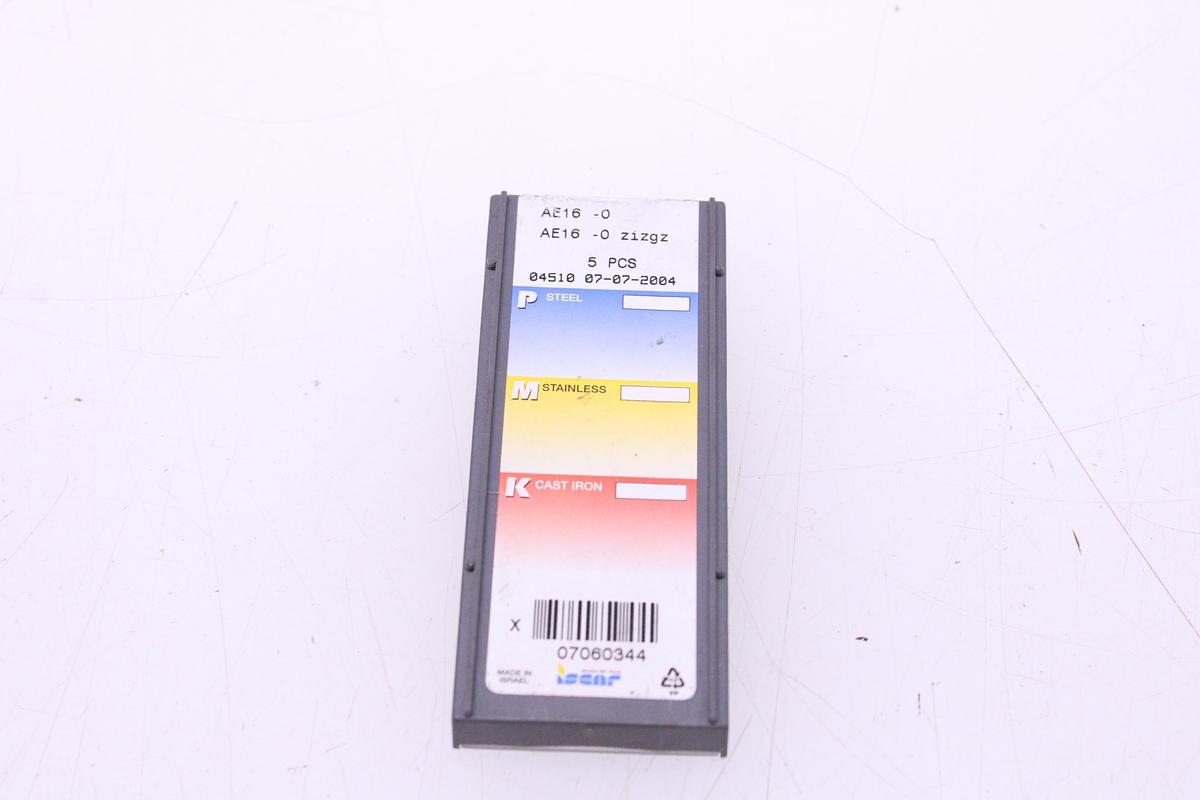 AE16 -0
AE16 -0 zizgz
5 PCS
04510 07-07-2004
P STEEL
M STAINLESS
K CAST IRON
X
07060344
MADE IN
ISRAEL
iscar
PP